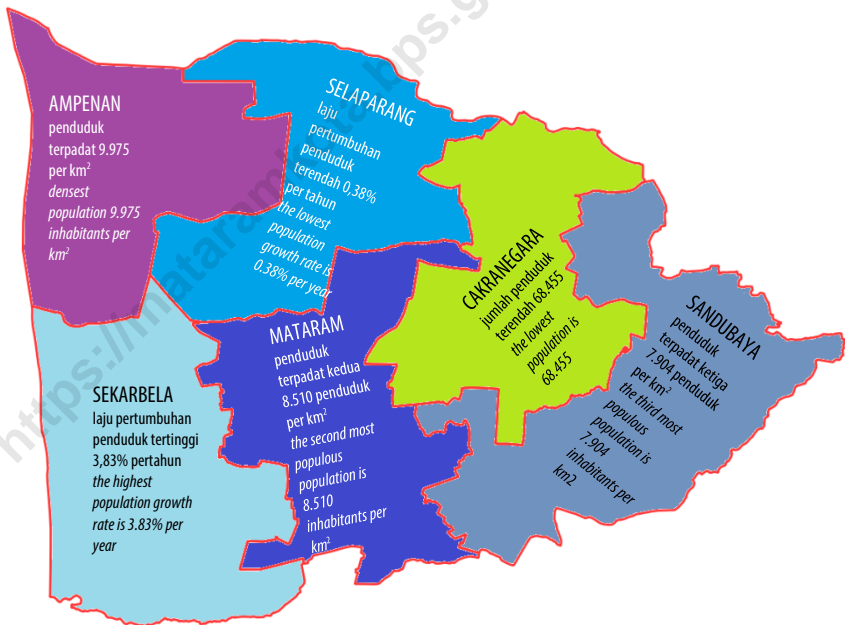 AMPENAN
penduduk
terpadat 9.975
per km²
densest
population 9.975
inhabitants per
km²
SELAPARANG
laju
pertumbuhan
penduduk
terendah 0,38%
per tahun
the lowest
population
growth rate is
0.38% per year
CAKRANEGARA
jumlah penduduk
terendah 68.455
the lowest
population is
68.455
SANDUBAYA
penduduk
terpadat ketiga
7.904 penduduk
per km²
the third most
populous
population is
7.904
inhabitants per
km2
MATARAM
penduduk
terpadat kedua
8.510 penduduk
per km²
the second most
populous
population is
8.510
inhabitants per
km²
SEKARBELA
laju pertumbuhan
penduduk tertinggi
3,83% pertahun
the highest
population growth
rate is 3.83% per
year
https://mataramkota.bps.g